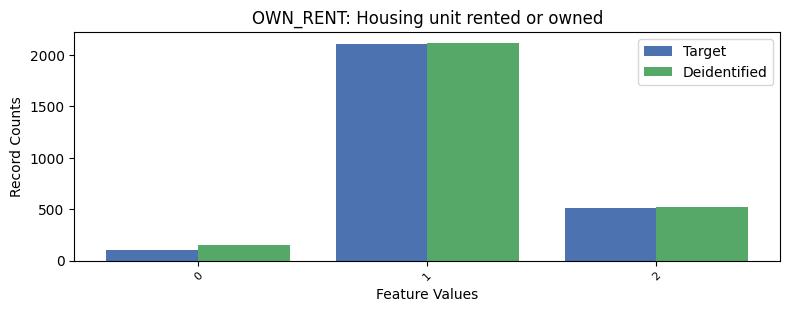 OWN_RENT: Housing unit rented or owned
Target
Deidentified
Record Counts
2000
1500
1000
500
0
0
1
2
Feature Values